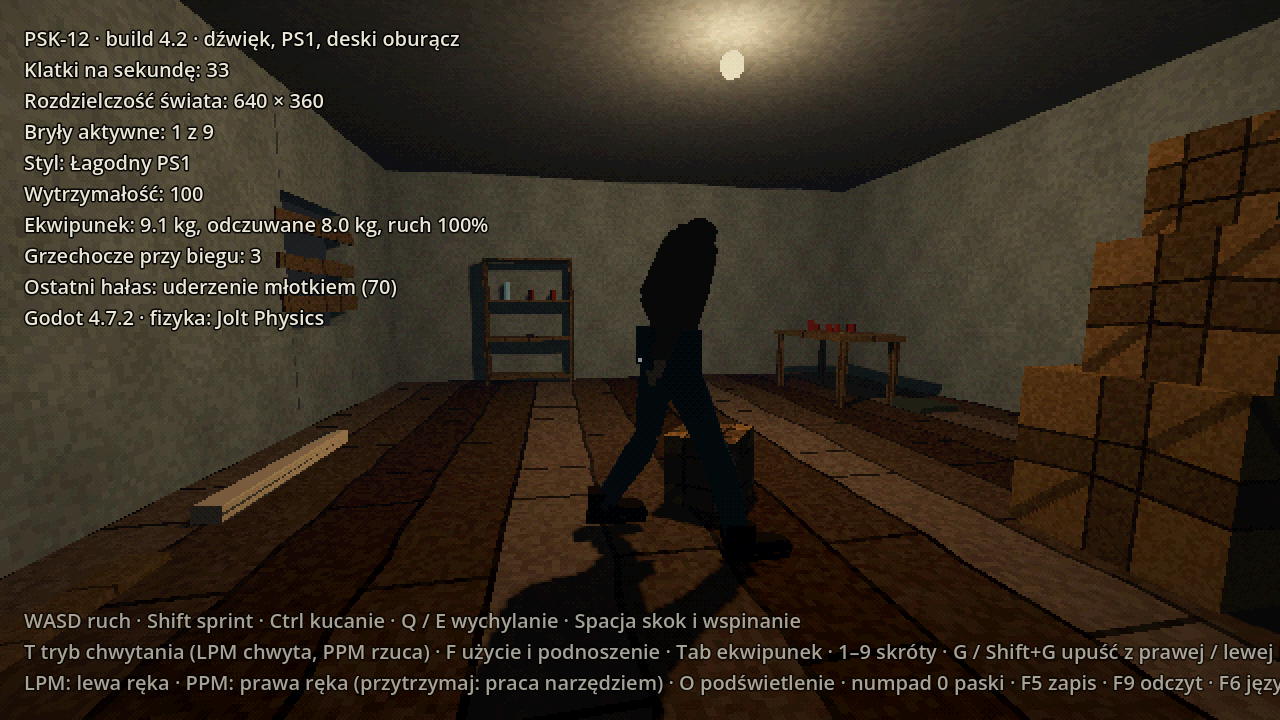 PSK-12 · build 4.2 · dźwięk, PS1, deski oburącz
Klatki na sekundę: 33
Rozdzielczość świata: 640 × 360
Bryły aktywne: 1 z 9
Styl: Łagodny PS1
Wytrzymałość: 100
Ekwipunek: 9.1 kg, odczuwane 8.0 kg, ruch 100%
Grzechocze przy biegu: 3
Ostatni hałas: uderzenie młotkiem (70)
Godot 4.7.2 · fizyka: Jolt Physics
WASD ruch · Shift sprint · Ctrl kucanie · Q / E wychylanie · Spacja skok i wspinanie
T tryb chwytania (LPM chwyta, PPM rzuca) · F użycie i podnoszenie · Tab ekwipunek · 1–9 skróty · G / Shift+G upuść z prawej / lewej
LPM: lewa ręka · PPM: prawa ręka (przytrzymaj: praca narzędziem) · O podświetlenie · numpad 0 paski · F5 zapis · F9 odczyt · F6 języ